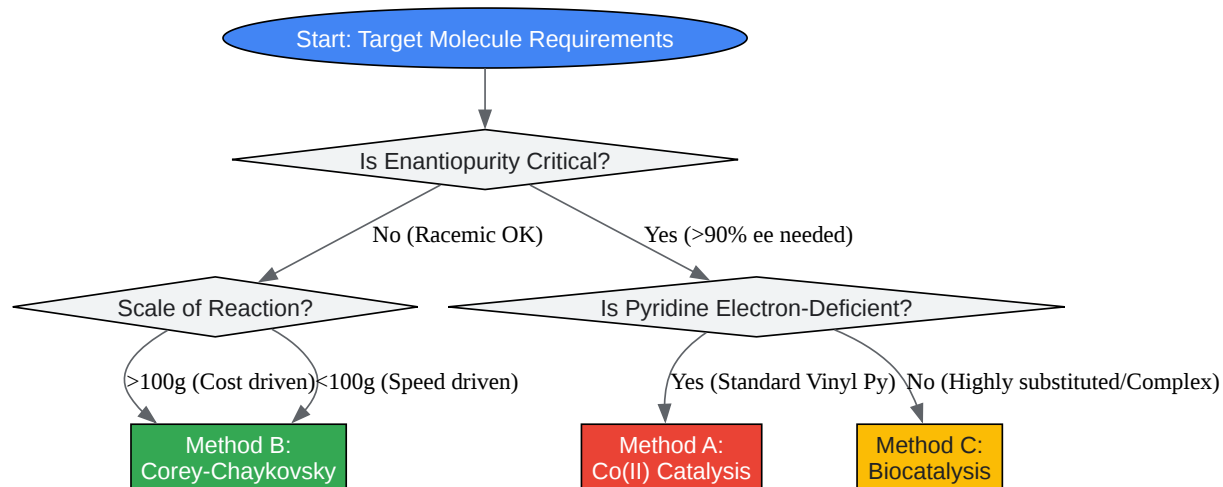 Start: Target Molecule Requirements
Is Enantiopurity Critical?
No (Racemic OK)
Yes (>90% ee needed)
Scale of Reaction?
Is Pyridine Electron-Deficient?
>100g (Cost driven)
<100g (Speed driven)
Yes (Standard Vinyl Py)
No (Highly substituted/Complex)
Method B:
Corey-Chaykovsky
Method A:
Co(II) Catalysis
Method C:
Biocatalysis